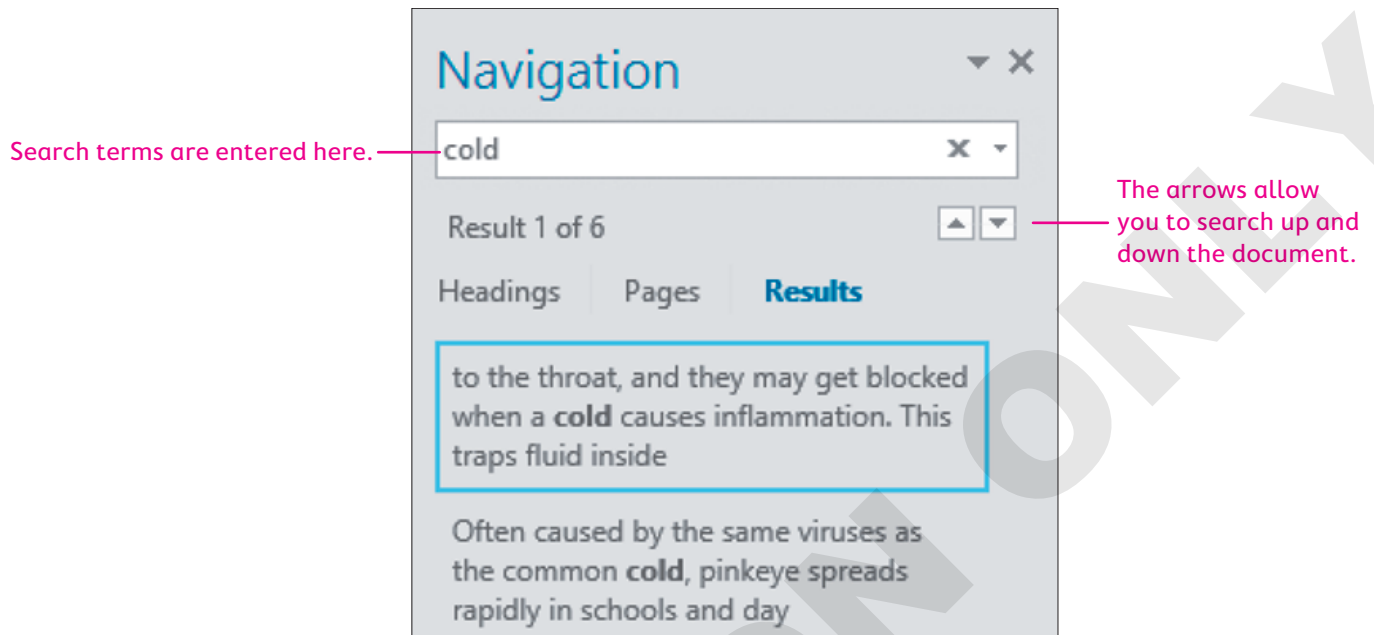 Navigation
Search terms are entered here.
cold
Result 1 of 6
The arrows allow
you to search up and
down the document.
Headings Pages Results
to the throat, and they may get blocked
when a cold causes inflammation. This
traps fluid inside
Often caused by the same viruses as
the common cold, pinkeye spreads
rapidly in schools and day
ON ONLY